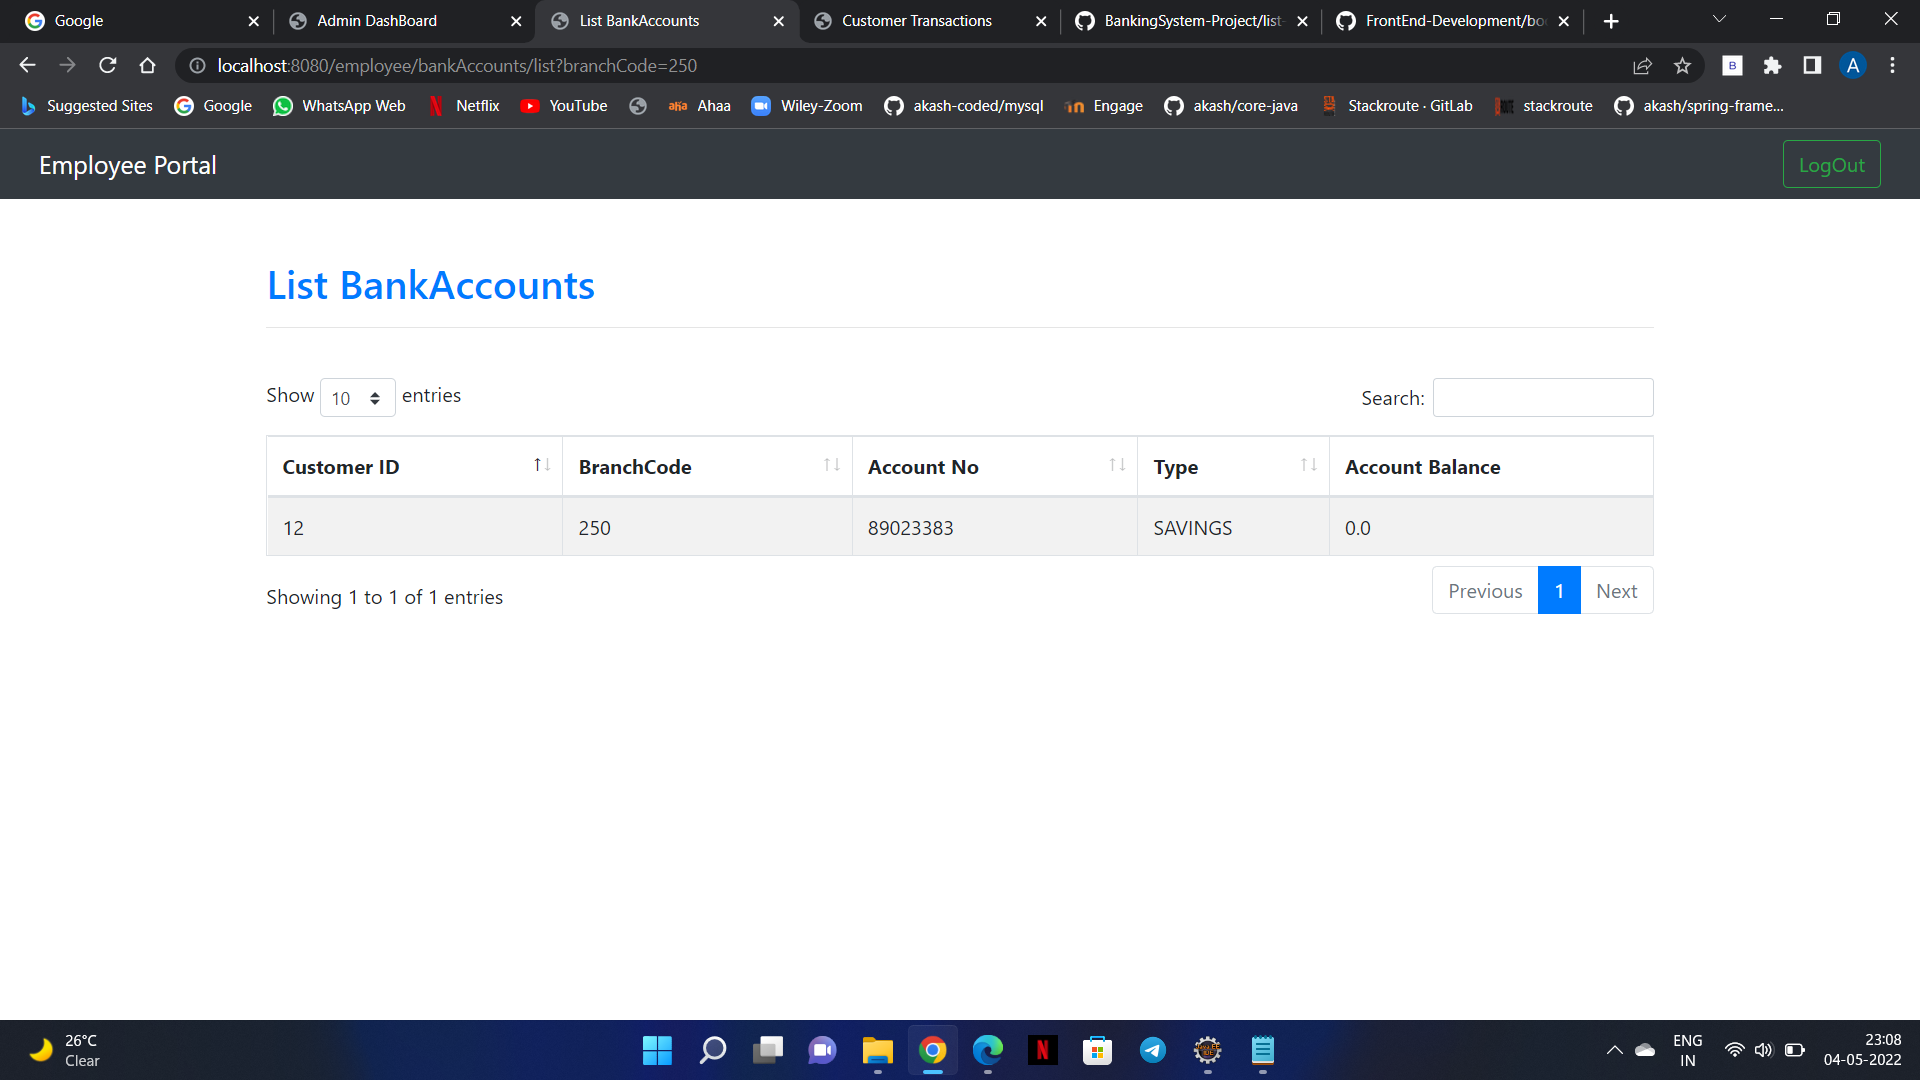 Google
Admin DashBoard
List BankAccounts
Customer Transactions
BankingSystem-Project/list-
FrontEnd-Development/boo
localhost:8080/employee/bankAccounts/list?branchCode=250
B
A
Suggested Sites
Google
WhatsApp Web
Netflix
YouTube
aha Ahaa
Wiley-Zoom
akash-coded/mysql
Engage
akash/core-java
Stackroute · GitLab
stackroute
akash/spring-frame...
Employee Portal
LogOut
List BankAccounts
Show 10 entries
Search:
Customer ID BranchCode Account No Type Account Balance
12 250 89023383 SAVINGS 0.0
Showing 1 to 1 of 1 entries
Previous 1 Next
26°C
Clear
ENG
IN
23:08
04-05-2022